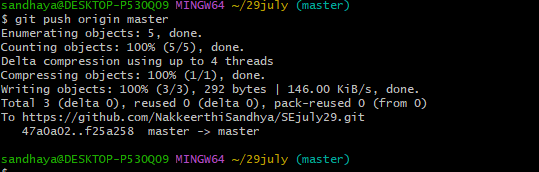 sandhaya@DESKTOP-P53OQO9 MINGW64 ~/29july (master)
$ git push origin master
Enumerating objects: 5, done.
Counting objects: 100% (5/5), done.
Delta compression using up to 4 threads
Compressing objects: 100% (1/1), done.
Writing objects: 100% (3/3), 292 bytes | 146.00 KiB/s, done.
Total 3 (delta 0), reused 0 (delta 0), pack-reused 0 (from 0)
To https://github.com/NakkeerthiSandhya/SEjuly29.git
   47a0a02..f25a258  master -> master

sandhaya@DESKTOP-P53OQO9 MINGW64 ~/29july (master)